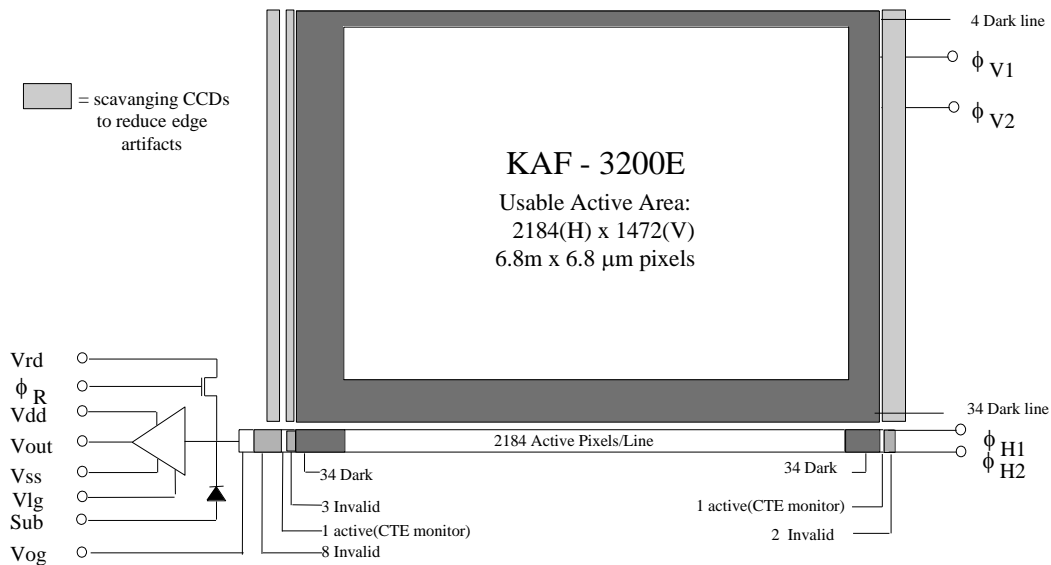 4 Dark line
ϕ V1
ϕ V2
= scavanging CCDs
to reduce edge
artifacts
KAF - 3200E
Usable Active Area:
2184(H) x 1472(V)
6.8m x 6.8 μm pixels
Vrd
ϕ R
Vdd
Vout
Vss
Vlg
Sub
Vog
34 Dark line
2184 Active Pixels/Line
ϕ H1
ϕ H2
34 Dark
34 Dark
3 Invalid
1 active(CTE monitor)
8 Invalid
1 active(CTE monitor)
2 Invalid